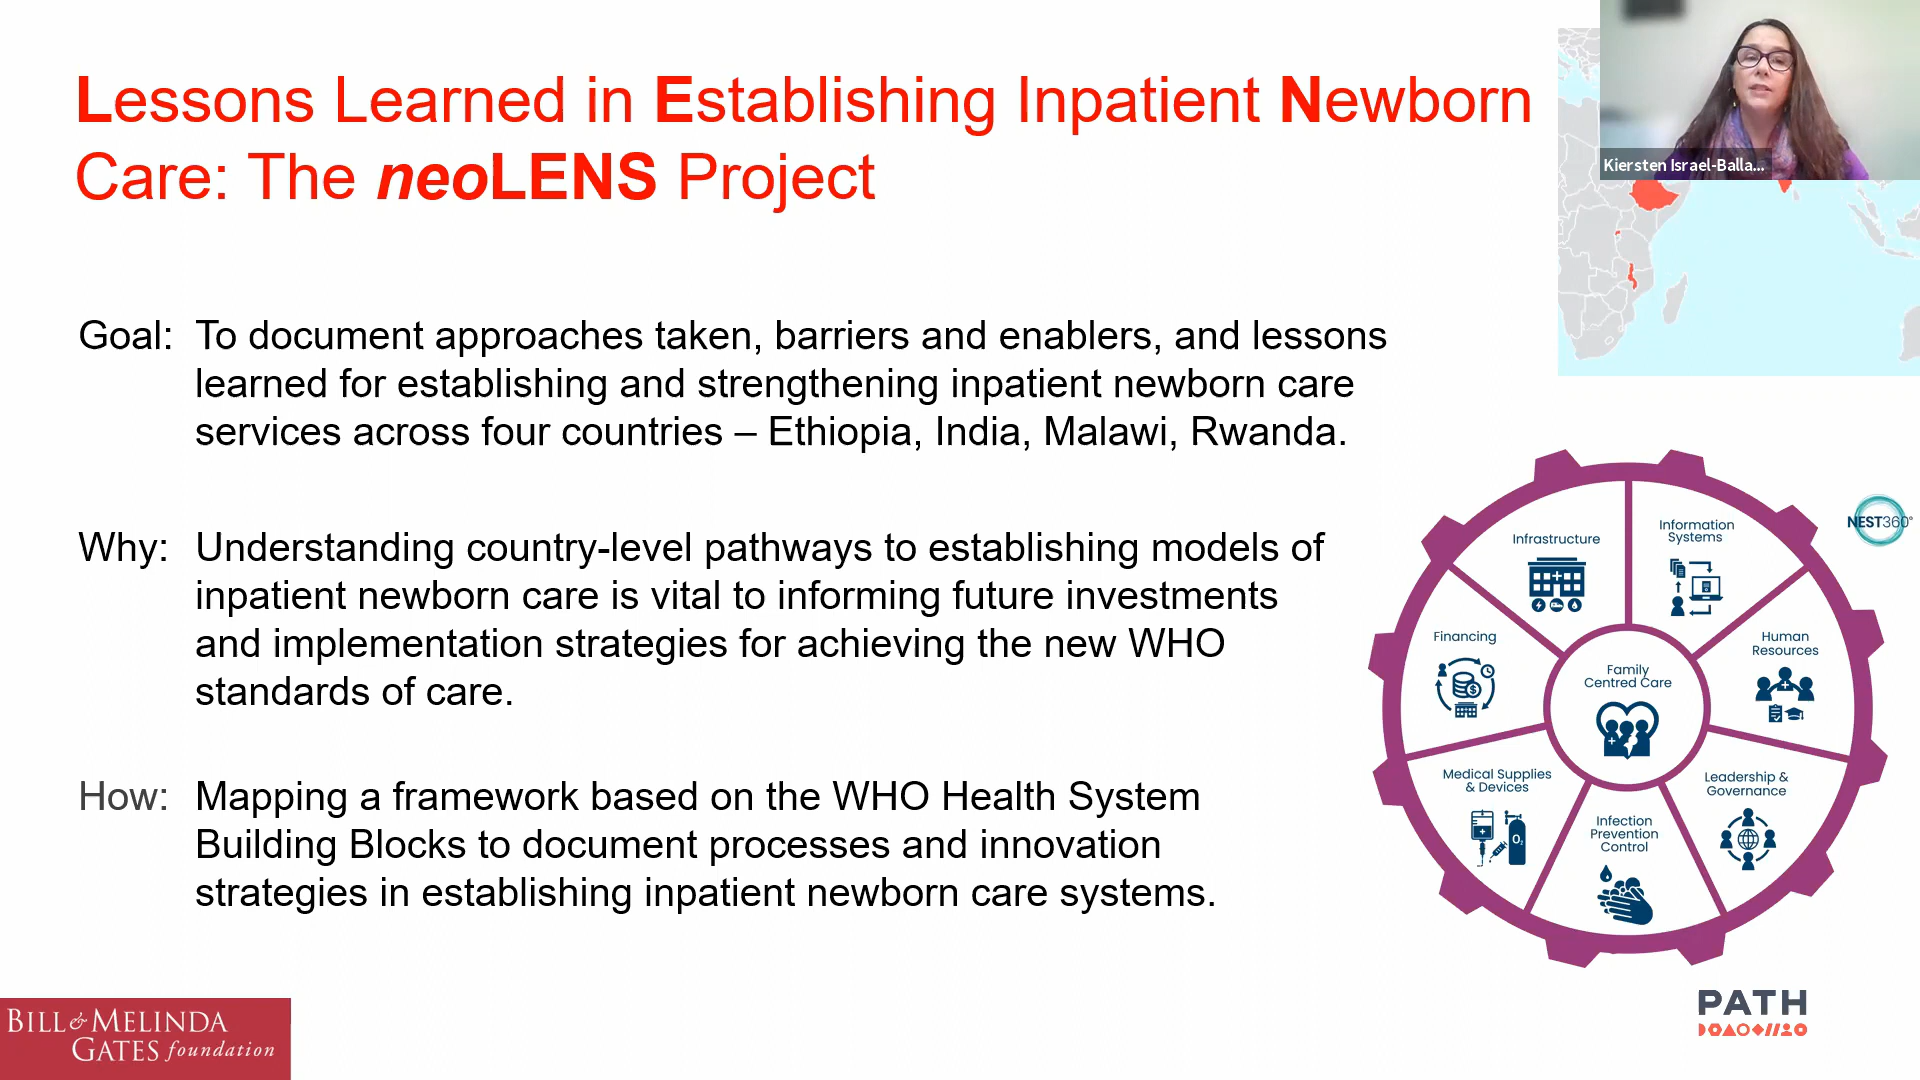 Lessons Learned in Establishing Inpatient Newborn
Care: The neoLENS Project
Kiersten Israel-Balla...
Goal: To document approaches taken, barriers and enablers, and lessons
learned for establishing and strengthening inpatient newborn care
services across four countries – Ethiopia, India, Malawi, Rwanda.
Why: Understanding country-level pathways to establishing models of
inpatient newborn care is vital to informing future investments
and implementation strategies for achieving the new WHO
standards of care.
How: Mapping a framework based on the WHO Health System
Building Blocks to document processes and innovation
strategies in establishing inpatient newborn care systems.
NEST360°
Infrastructure
Information
Systems
Financing
Human
Resources
Family
Centred Care
Medical Supplies
& Devices
Leadership &
Governance
Infection
Prevention
Control
O2
BILL & MELINDA
GATES foundation
PATH